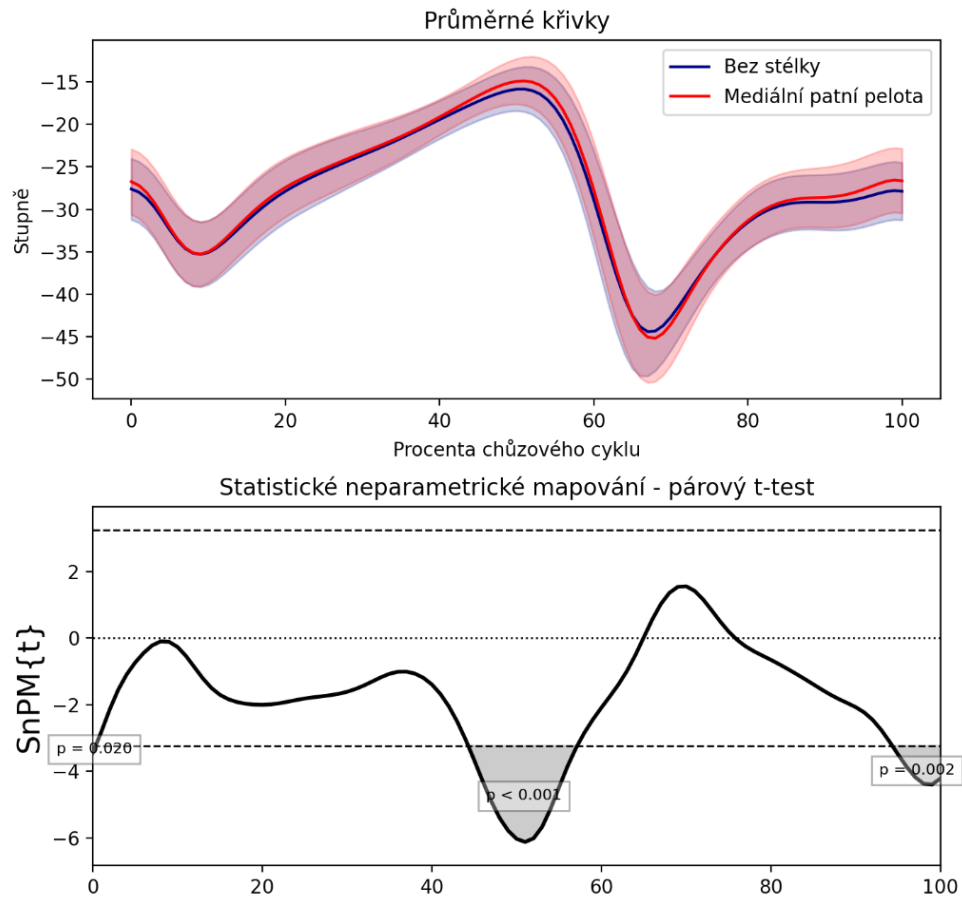 Průměrné křivky
−15
−20
−25
−30
−35
−40
−45
−50
Stupně
Bez stélky
Mediální patní pelota
0 20 40 60 80 100
Procenta chůzového cyklu
Statistické neparametrické mapování - párový t-test
2
0
−2
−4
−6
SnPM{t}
p = 0.020
p < 0.001
p = 0.002
0 20 40 60 80 100